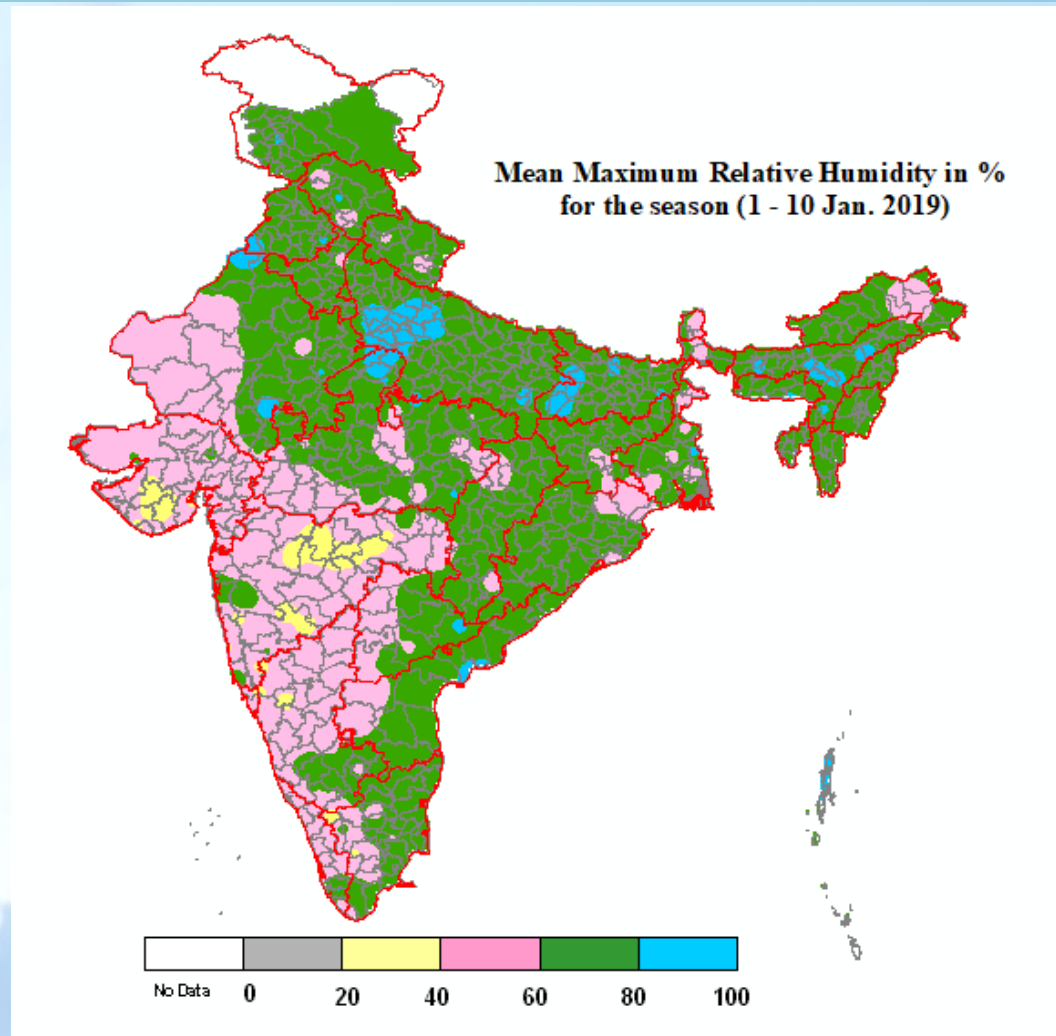 Mean Maximum Relative Humidity in %
for the season (1 - 10 Jan. 2019)
No Data 0 20 40 60 80 100